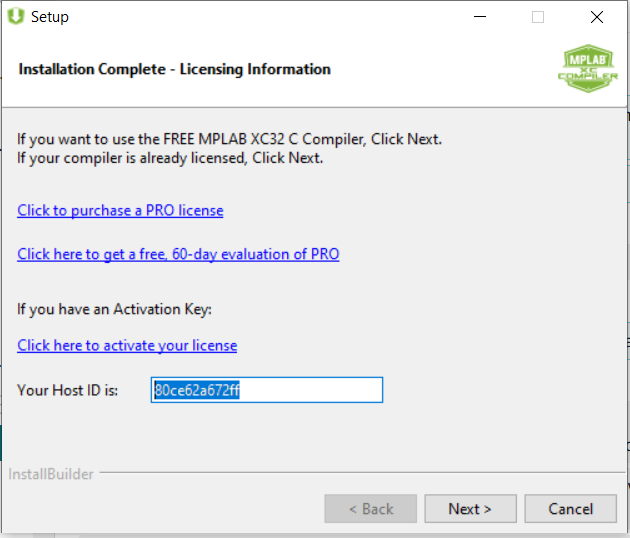 Setup
Installation Complete - Licensing Information
MPLAB
XC
COMPILER
If you want to use the FREE MPLAB XC32 C Compiler, Click Next.
If your compiler is already licensed, Click Next.
Click to purchase a PRO license
Click here to get a free, 60-day evaluation of PRO
If you have an Activation Key:
Click here to activate your license
Your Host ID is: 80ce62a672ff
InstallBuilder
< Back Next > Cancel